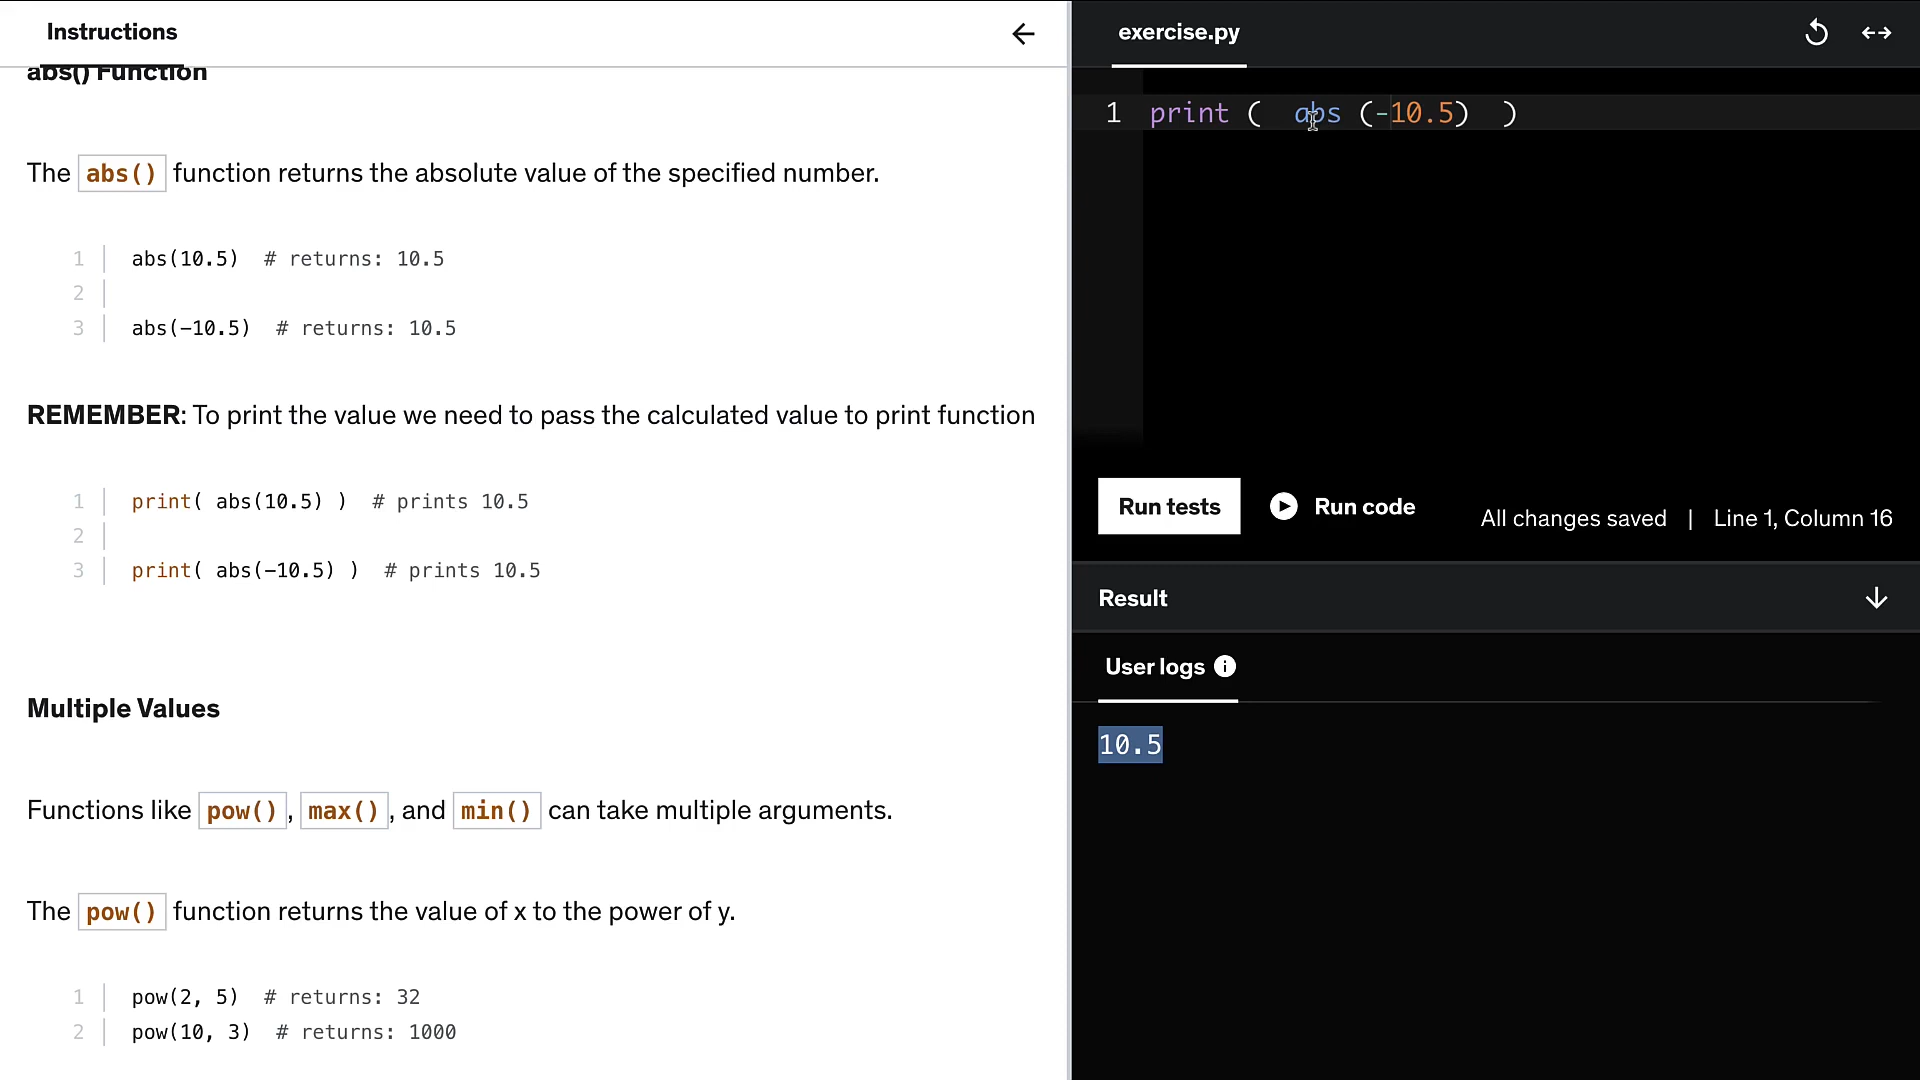 Instructions
abs() Function
The abs() function returns the absolute value of the specified number.
1 abs(10.5)  # returns: 10.5
2
3 abs(-10.5)  # returns: 10.5
REMEMBER: To print the value we need to pass the calculated value to print function
1 print( abs(10.5) )  # prints 10.5
2
3 print( abs(-10.5) )  # prints 10.5
Multiple Values
Functions like pow(), max(), and min() can take multiple arguments.
The pow() function returns the value of x to the power of y.
1 pow(2, 5)  # returns: 32
2 pow(10, 3)  # returns: 1000
exercise.py
1 print (  abs (-10.5)  )
Run tests
Run code
All changes saved | Line 1, Column 16
Result
User logs
10.5